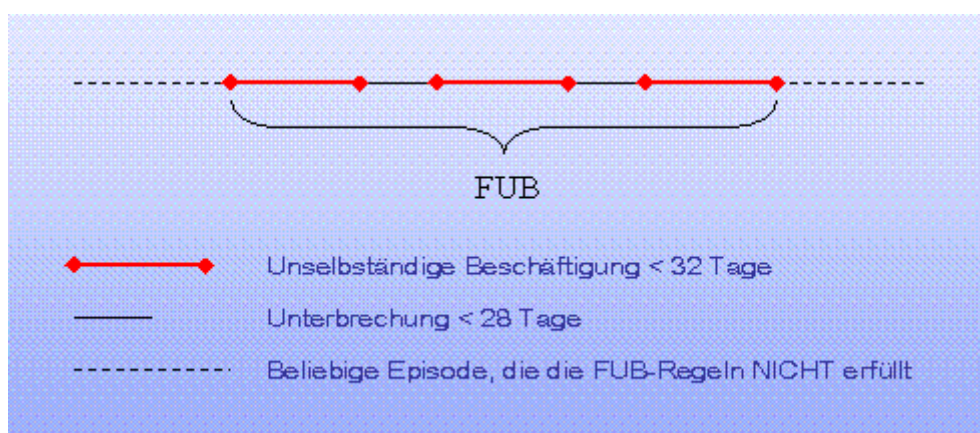 FUB
Unselbständige Beschäftigung < 32 Tage
Unterbrechung < 28 Tage
Beliebige Episode, die die FUB-Regeln NICHT erfüllt